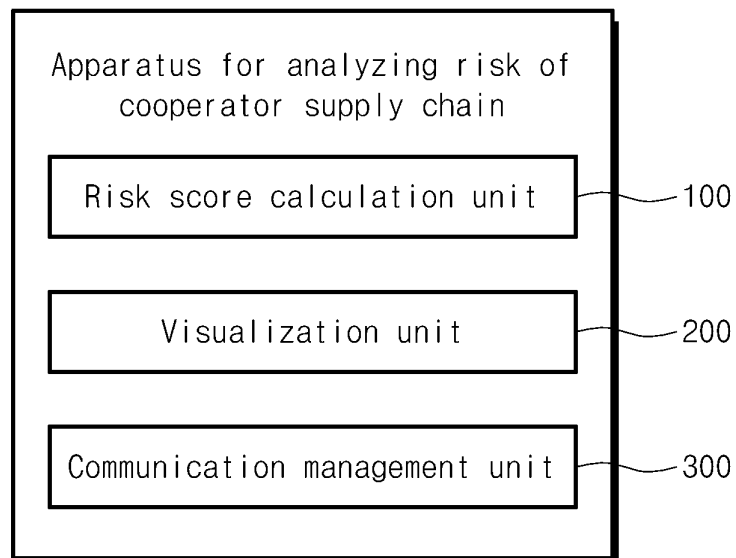 Apparatus for analyzing risk of
cooperator supply chain
Risk score calculation unit
100
Visualization unit
200
Communication management unit
300